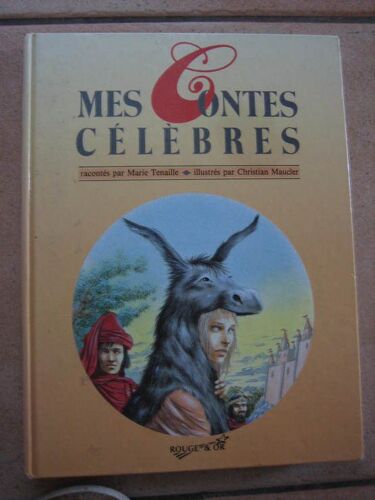 MES CONTES
CÉLÈBRES
racontés par Marie Tenaille ◆ illustrés par Christian Maucler
ROUGE & OR